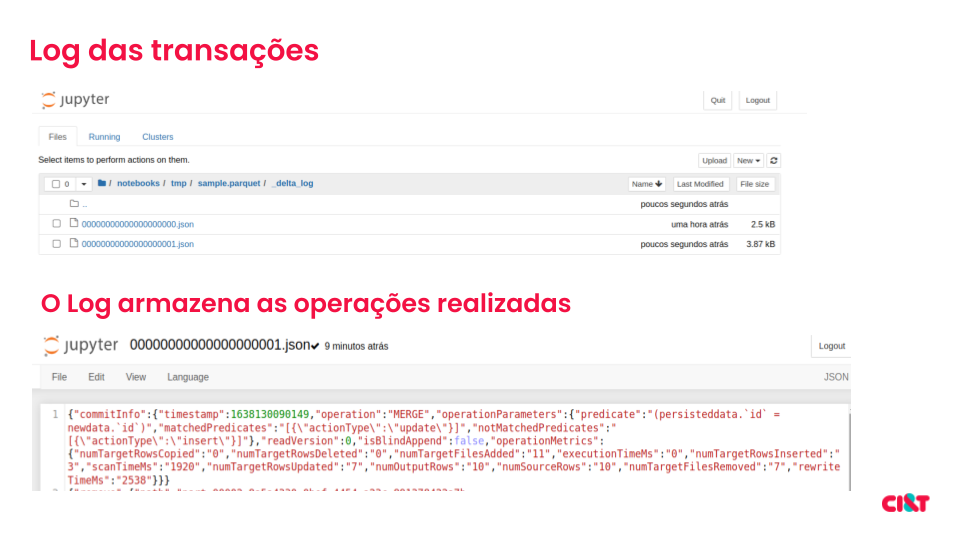 Log das transações
jupyter
Quit Logout
Files Running Clusters
Select items to perform actions on them.
Upload New
0 / notebooks / tmp / sample.parquet / _delta_log
Name Last Modified File size
..
poucos segundos atrás
00000000000000000000.json uma hora atrás 2.5 kB
00000000000000000001.json poucos segundos atrás 3.87 kB
O Log armazena as operações realizadas
jupyter 00000000000000000001.json 9 minutos atrás
Logout
File Edit View Language JSON
1 {"commitInfo":{"timestamp":1638130090149,"operation":"MERGE","operationParameters":{"predicate":"(persisteddata.`id` =
newdata.`id`)","matchedPredicates":"[{\"actionType\":\"update\"}]","notMatchedPredicates":"
[{\"actionType\":\"insert\"}]"},"readVersion":0,"isBlindAppend":false,"operationMetrics":
{"numTargetRowsCopied":"0","numTargetRowsDeleted":"0","numTargetFilesAdded":"11","executionTimeMs":"0","numTargetRowsInserted":"
3","scanTimeMs":"1920","numTargetRowsUpdated":"7","numOutputRows":"10","numSourceRows":"10","numTargetFilesRemoved":"7","rewrite
TimeMs":"2538"}}}
CI&T